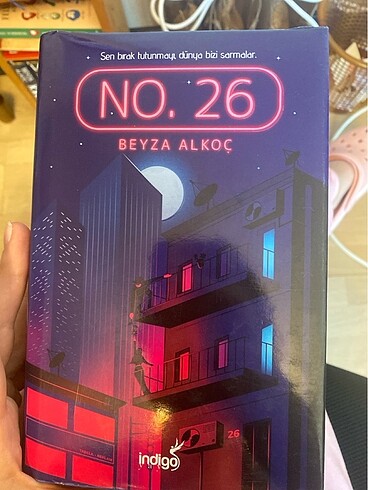 Sen bırak tutunmayı, dünya bizi sarmalar.
NO. 26
BEYZA ALKOÇ
26
indigo